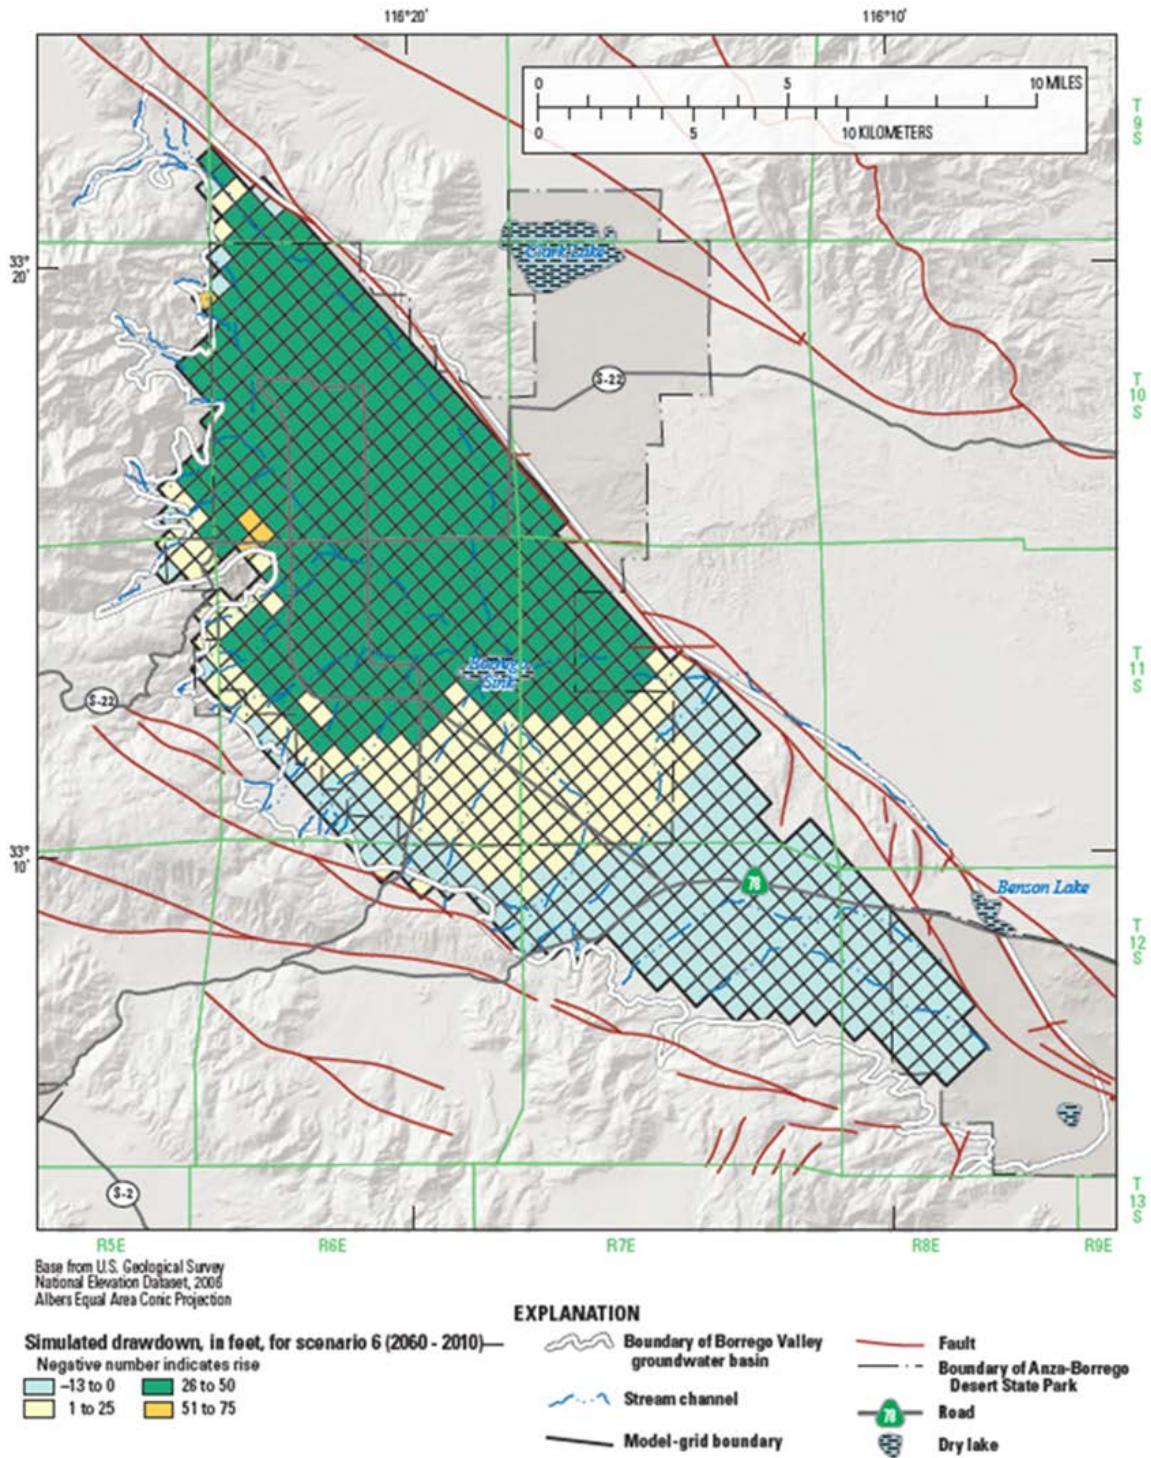 116°20'
116°10'
0
5
10 MILES
0
5
10 KILOMETERS
T
9
S
Clark Lake
33°
20'
S-22
T
10
S
Borrego
Sink
T
11
S
S-22
33°
10'
78
Benson Lake
T
12
S
S-2
T
13
S
R5E
R6E
R7E
R8E
R9E
Base from U.S. Geological Survey
National Elevation Dataset, 2006
Albers Equal Area Conic Projection
EXPLANATION
Simulated drawdown, in feet, for scenario 6 (2060 - 2010)—
Negative number indicates rise
–13 to 0
26 to 50
1 to 25
51 to 75
Boundary of Borrego Valley
groundwater basin
Stream channel
Model-grid boundary
Fault
Boundary of Anza-Borrego
Desert State Park
78
Road
Dry lake